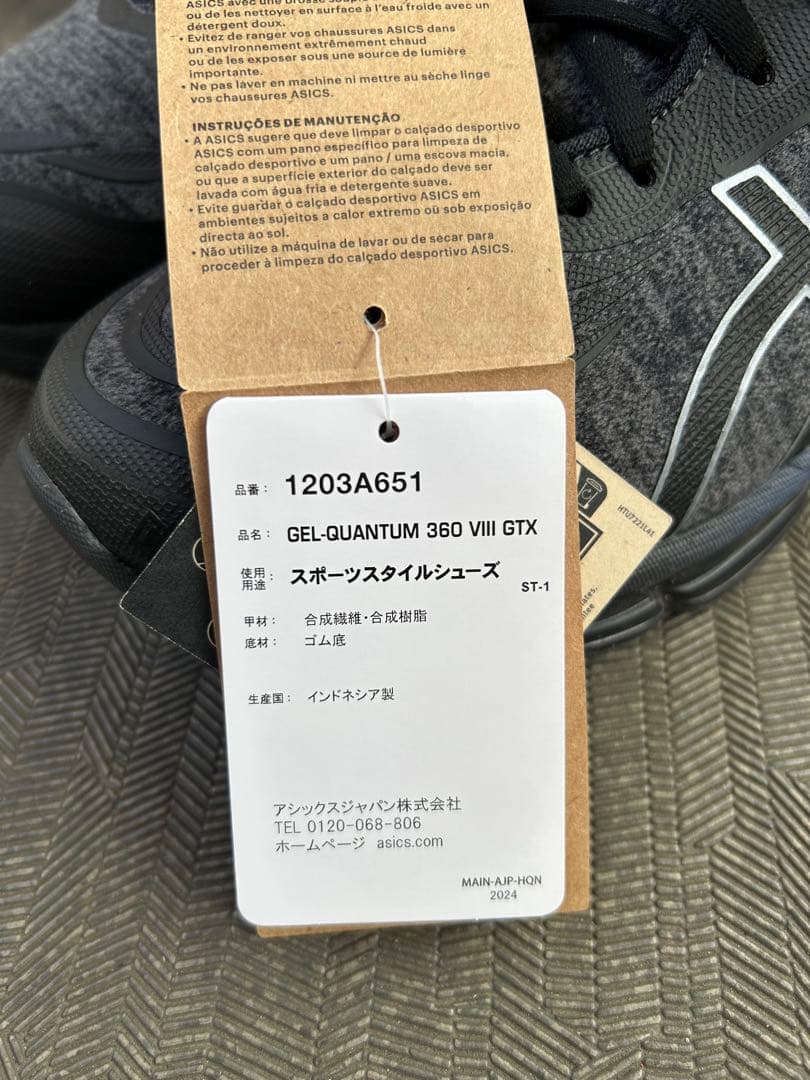 ASICS avec une brosse souple
ou de les nettoyer en surface à l'eau froide avec un
détergent doux.
• Evitez de ranger vos chaussures ASICS dans
un environnement extrêmement chaud
ou de les exposer sous une source de lumière
importante.
• Ne pas laver en machine ni mettre au sèche linge
vos chaussures ASICS.
INSTRUÇÕES DE MANUTENÇÃO
• A ASICS sugere que deve limpar o calçado desportivo
ASICS com um pano específico para limpeza de
calçado desportivo e um pano / uma escova macia,
ou que a superfície exterior do calçado deve ser
lavada com água fria e detergente suave.
• Evite guardar o calçado desportivo ASICS em
ambientes sujeitos a calor extremo oü sob exposição
directa ao sol.
• Não utilize a máquina de lavar ou de secar para
proceder à limpeza do calçado desportivo ASICS.
品番： 1203A651
品名： GEL-QUANTUM 360 VIII GTX
使用用途： スポーツスタイルシューズ
ST-1
甲材： 合成繊維・合成樹脂
底材： ゴム底
生産国： インドネシア製
アシックスジャパン株式会社
TEL 0120-068-806
ホームページ asics.com
MAIN-AJP-HQN
2024
HTU7221L41